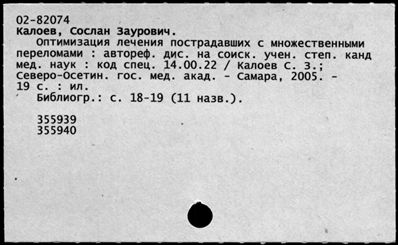 02-82074
Калоев, Сослан Заурович.
Оптимизация лечения пострадавших с множественными
переломами : автореф. дис. на соиск. учен. степ. канд
мед. наук : код спец. 14.00.22 / Калоев С. З.;
Северо-Осетин. гос. мед. акад. - Самара, 2005. -
19 с. : ил.
Библиогр.: с. 18-19 (11 назв.).
355939
355940